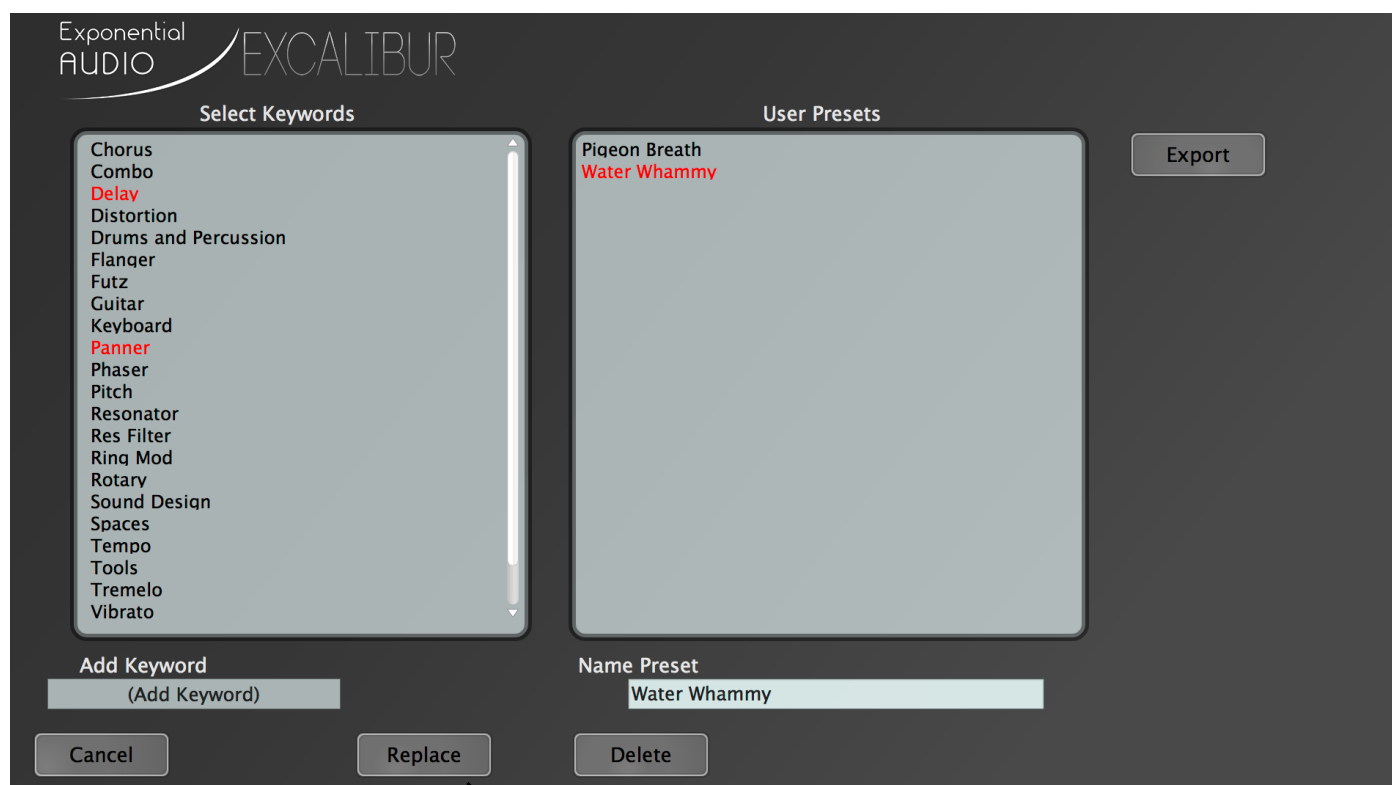 Exponential
AUDIO
EXCALIBUR
Select Keywords
Chorus
Combo
Delay
Distortion
Drums and Percussion
Flanger
Futz
Guitar
Keyboard
Panner
Phaser
Pitch
Resonator
Res Filter
Ring Mod
Rotary
Sound Design
Spaces
Tempo
Tools
Tremelo
Vibrato
User Presets
Pigeon Breath
Water Whammy
Export
Add Keyword
(Add Keyword)
Name Preset
Water Whammy
Cancel
Replace
Delete